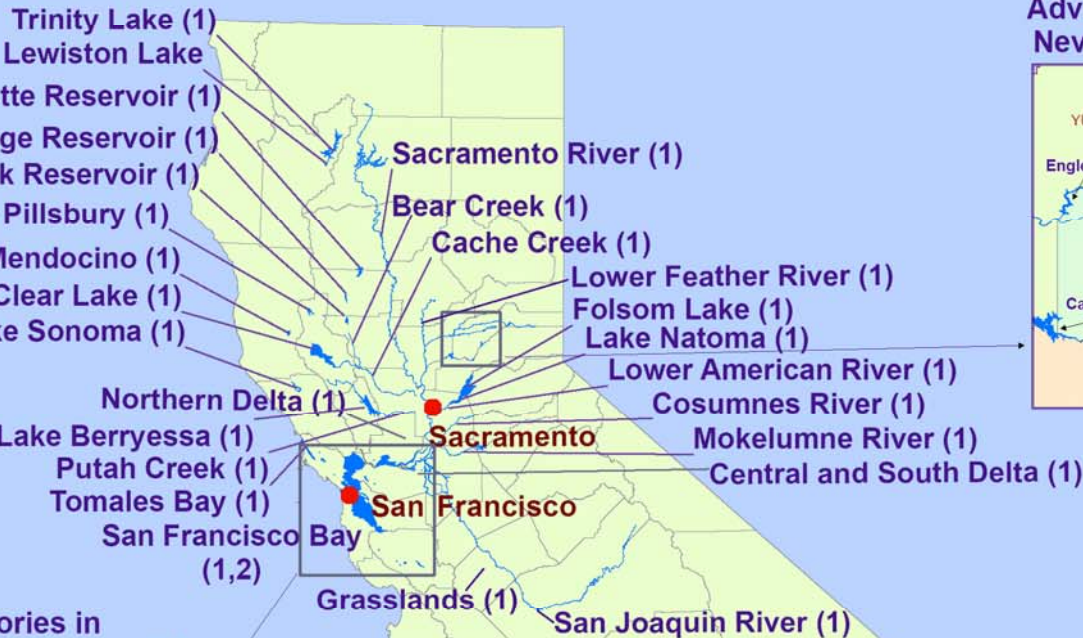 Trinity Lake (1)
Lewiston Lake
tte Reservoir (1)
ge Reservoir (1)
k Reservoir (1)
Pillsbury (1)
Mendocino (1)
Clear Lake (1)
ke Sonoma (1)
Northern Delta (1)
Lake Berryessa (1)
Putah Creek (1)
Tomales Bay (1)
San Francisco Bay
(1,2)
ories in
Sacramento River (1)
Bear Creek (1)
Cache Creek (1)
Lower Feather River (1)
Folsom Lake (1)
Lake Natoma (1)
Lower American River (1)
Cosumnes River (1)
Sacramento
Mokelumne River (1)
Central and South Delta (1)
San Francisco
Grasslands (1)
San Joaquin River (1)
Adv
Nev
YU
Engle
Ca